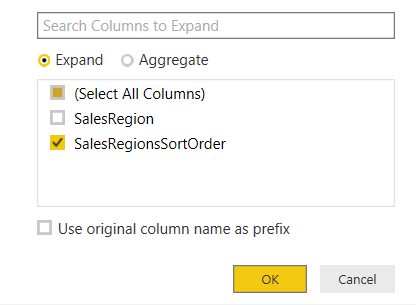 Search Columns to Expand
Expand Aggregate
(Select All Columns)
SalesRegion
SalesRegionsSortOrder
Use original column name as prefix
OK Cancel